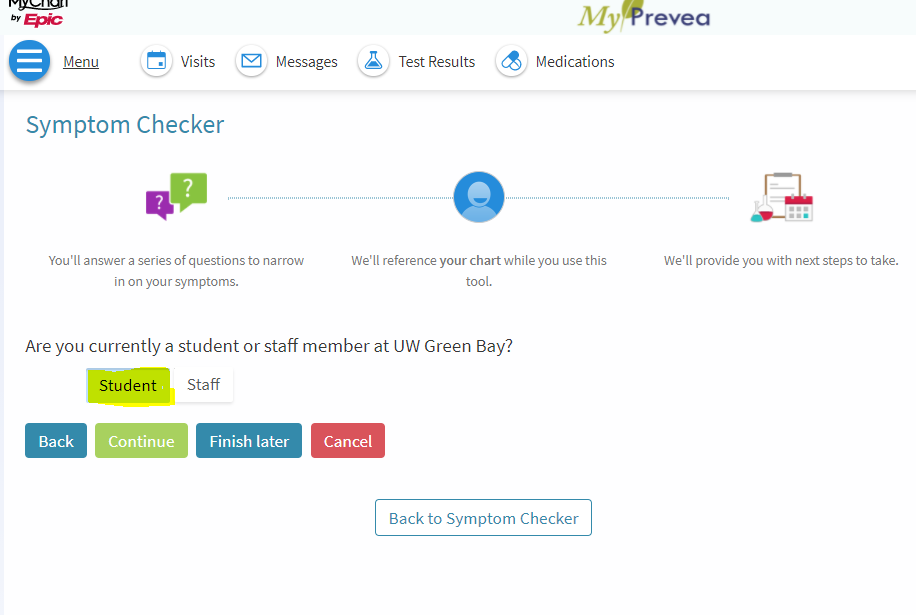 MyChart
by Epic
MyPrevea
Menu
Visits
Messages
Test Results
Medications
Symptom Checker
? ?
You'll answer a series of questions to narrow
in on your symptoms.
We'll reference your chart while you use this
tool.
We'll provide you with next steps to take.
Are you currently a student or staff member at UW Green Bay?
Student Staff
Back Continue Finish later Cancel
Back to Symptom Checker